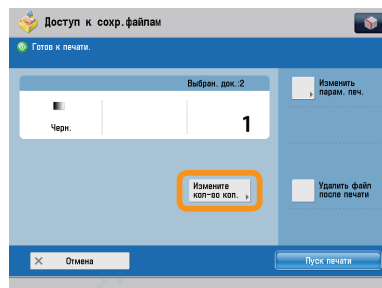 Доступ к сохр.файлам
Готов к печати.
Выбран. док.:2
Черн.
1
Изменить
парам. печ.
Измените
кол-во коп.
Удалить файл
после печати
Отмена
Пуск печати